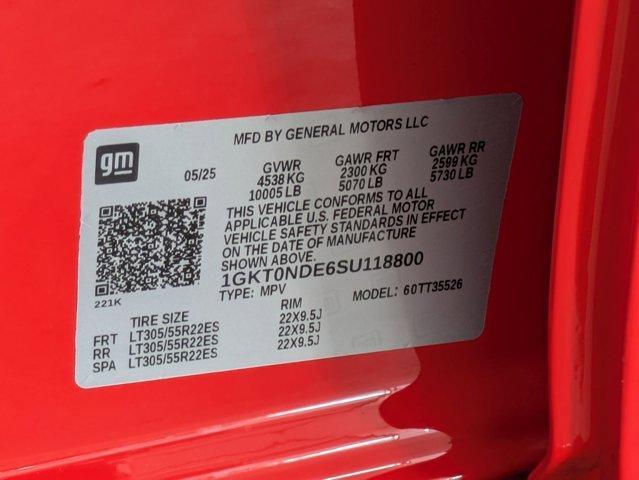 MFD BY GENERAL MOTORS LLC
gm
05/25 GVWR GAWR FRT GAWR RR
4538 KG 2300 KG 2599 KG
10005 LB 5070 LB 5730 LB
THIS VEHICLE CONFORMS TO ALL
APPLICABLE U.S. FEDERAL MOTOR
VEHICLE SAFETY STANDARDS IN EFFECT
ON THE DATE OF MANUFACTURE
SHOWN ABOVE.
1GKT0NDE6SU118800
221K
TYPE: MPV MODEL: 60TT35526
TIRE SIZE RIM
FRT LT305/55R22ES 22X9.5J
RR LT305/55R22ES 22X9.5J
SPA LT305/55R22ES 22X9.5J